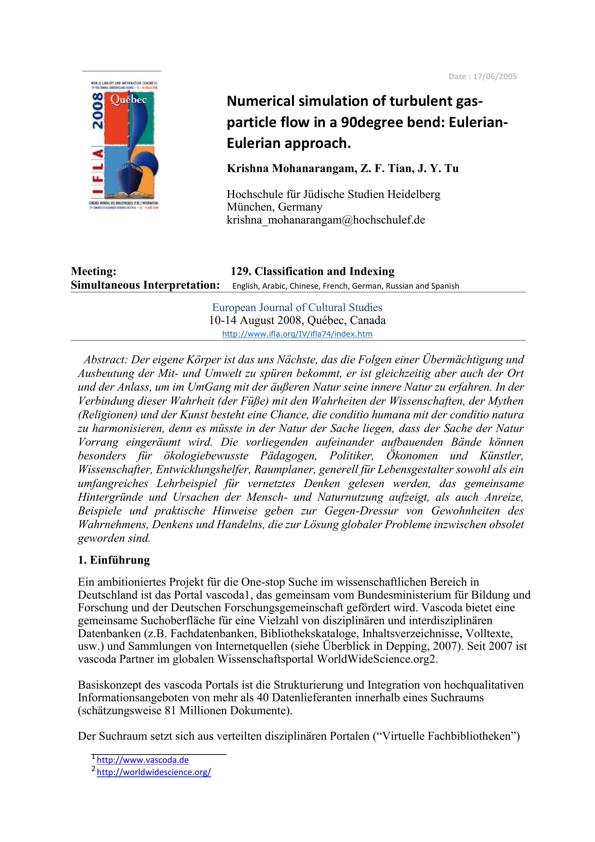 Date : 17/06/2005
WORLD LIBRARY AND INFORMATION CONGRESS:
Québec
IFLA 2008
Numerical simulation of turbulent gas-
particle flow in a 90degree bend: Eulerian-
Eulerian approach.
Krishna Mohanarangam, Z. F. Tian, J. Y. Tu
Hochschule für Jüdische Studien Heidelberg
München, Germany
krishna_mohanarangam@hochschulef.de
Meeting: 129. Classification and Indexing
Simultaneous Interpretation: English, Arabic, Chinese, French, German, Russian and Spanish
European Journal of Cultural Studies
10-14 August 2008, Québec, Canada
http://www.ifla.org/IV/ifla74/index.htm
Abstract: Der eigene Körper ist das uns Nächste, das die Folgen einer Übermächtigung und
Ausbeutung der Mit- und Umwelt zu spüren bekommt, er ist gleichzeitig aber auch der Ort
und der Anlass, um im UmGang mit der äußeren Natur seine innere Natur zu erfahren. In der
Verbindung dieser Wahrheit (der Füße) mit den Wahrheiten der Wissenschaften, der Mythen
(Religionen) und der Kunst besteht eine Chance, die conditio humana mit der conditio natura
zu harmonisieren, denn es müsste in der Natur der Sache liegen, dass der Sache der Natur
Vorrang eingeräumt wird. Die vorliegenden aufeinander aufbauenden Bände können
besonders für ökologiebewusste Pädagogen, Politiker, Ökonomen und Künstler,
Wissenschafter, Entwicklungshelfer, Raumplaner, generell für Lebensgestalter sowohl als ein
umfangreiches Lehrbeispiel für vernetztes Denken gelesen werden, das gemeinsame
Hintergründe und Ursachen der Mensch- und Naturnutzung aufzeigt, als auch Anreize,
Beispiele und praktische Hinweise geben zur Gegen-Dressur von Gewohnheiten des
Wahrnehmens, Denkens und Handelns, die zur Lösung globaler Probleme inzwischen obsolet
geworden sind.
1. Einführung
Ein ambitioniertes Projekt für die One-stop Suche im wissenschaftlichen Bereich in
Deutschland ist das Portal vascoda1, das gemeinsam vom Bundesministerium für Bildung und
Forschung und der Deutschen Forschungsgemeinschaft gefördert wird. Vascoda bietet eine
gemeinsame Suchoberfläche für eine Vielzahl von disziplinären und interdisziplinären
Datenbanken (z.B. Fachdatenbanken, Bibliothekskataloge, Inhaltsverzeichnisse, Volltexte,
usw.) und Sammlungen von Internetquellen (siehe Überblick in Depping, 2007). Seit 2007 ist
vascoda Partner im globalen Wissenschaftsportal WorldWideScience.org2.
Basiskonzept des vascoda Portals ist die Strukturierung und Integration von hochqualitativen
Informationsangeboten von mehr als 40 Datenlieferanten innerhalb eines Suchraums
(schätzungsweise 81 Millionen Dokumente).
Der Suchraum setzt sich aus verteilten disziplinären Portalen (“Virtuelle Fachbibliotheken”)
1 http://www.vascoda.de
2 http://worldwidescience.org/